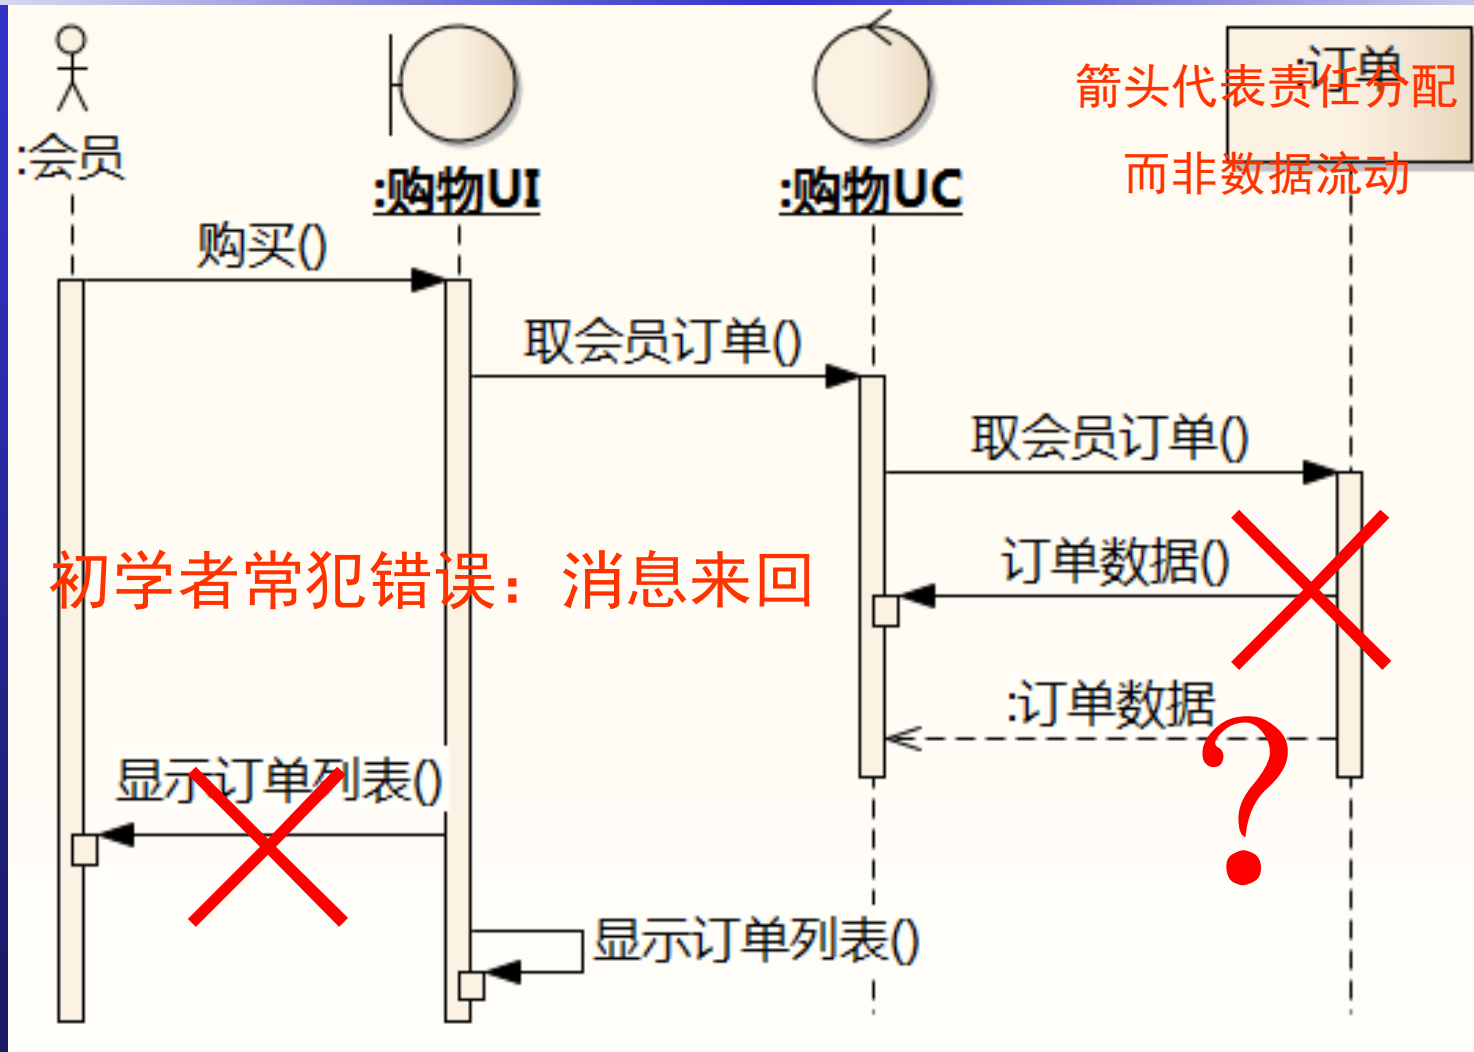 :会员
:购物UI
:购物UC
:订单
箭头代表责任分配
而非数据流动
购买()
取会员订单()
取会员订单()
订单数据()
初学者常犯错误：消息来回
:订单数据
?
显示订单列表()
显示订单列表()